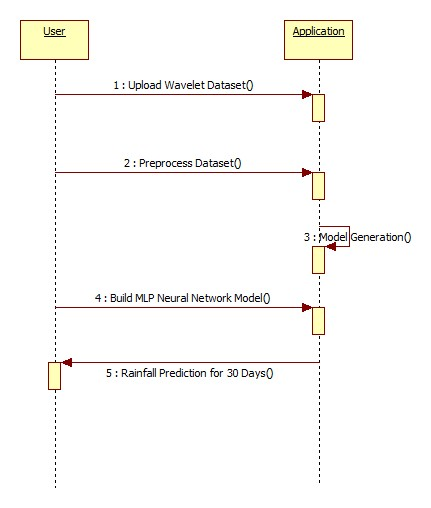 User
Application
1 : Upload Wavelet Dataset()
2 : Preprocess Dataset()
3 : Model Generation()
4 : Build MLP Neural Network Model()
5 : Rainfall Prediction for 30 Days()